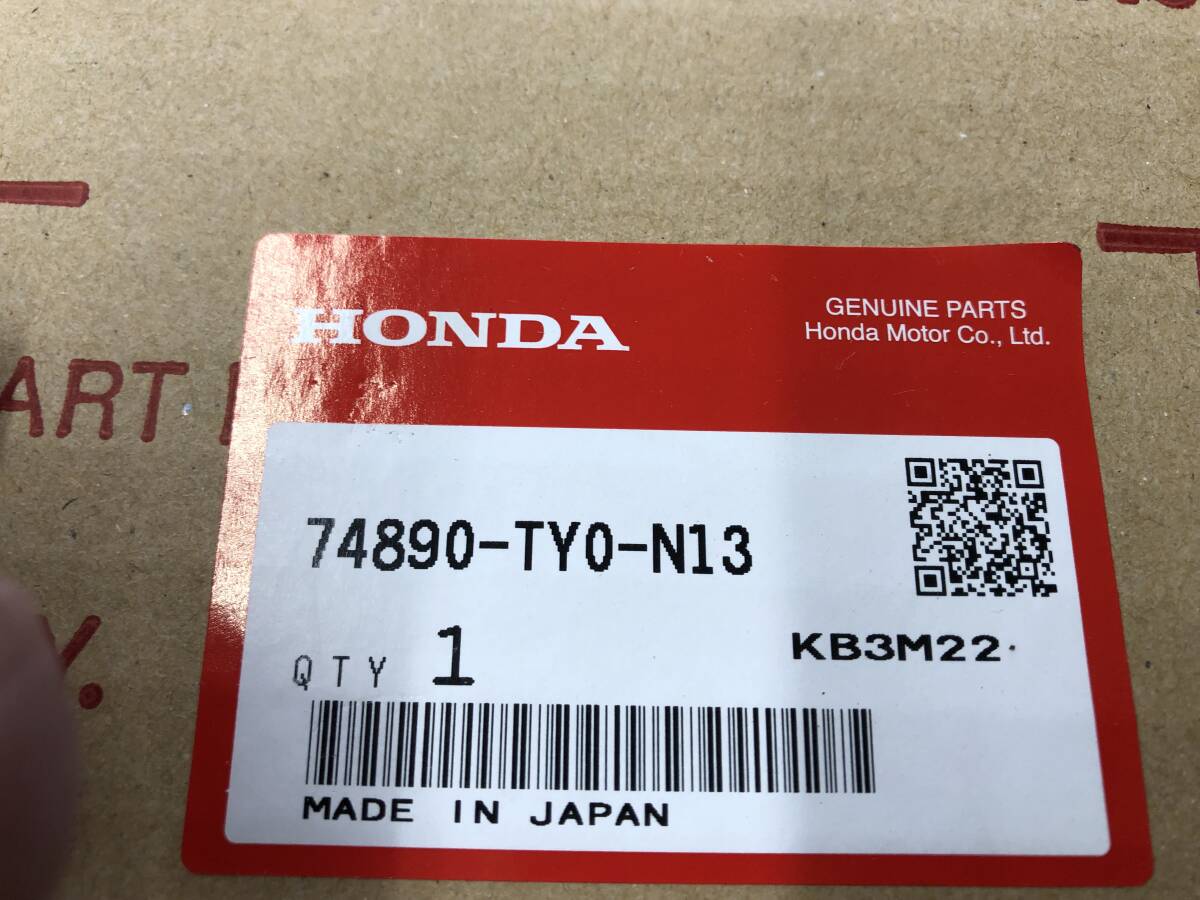 HONDA
GENUINE PARTS
Honda Motor Co., Ltd.
ART
74890-TY0-N13
QTY 1
KB3M22
MADE IN JAPAN